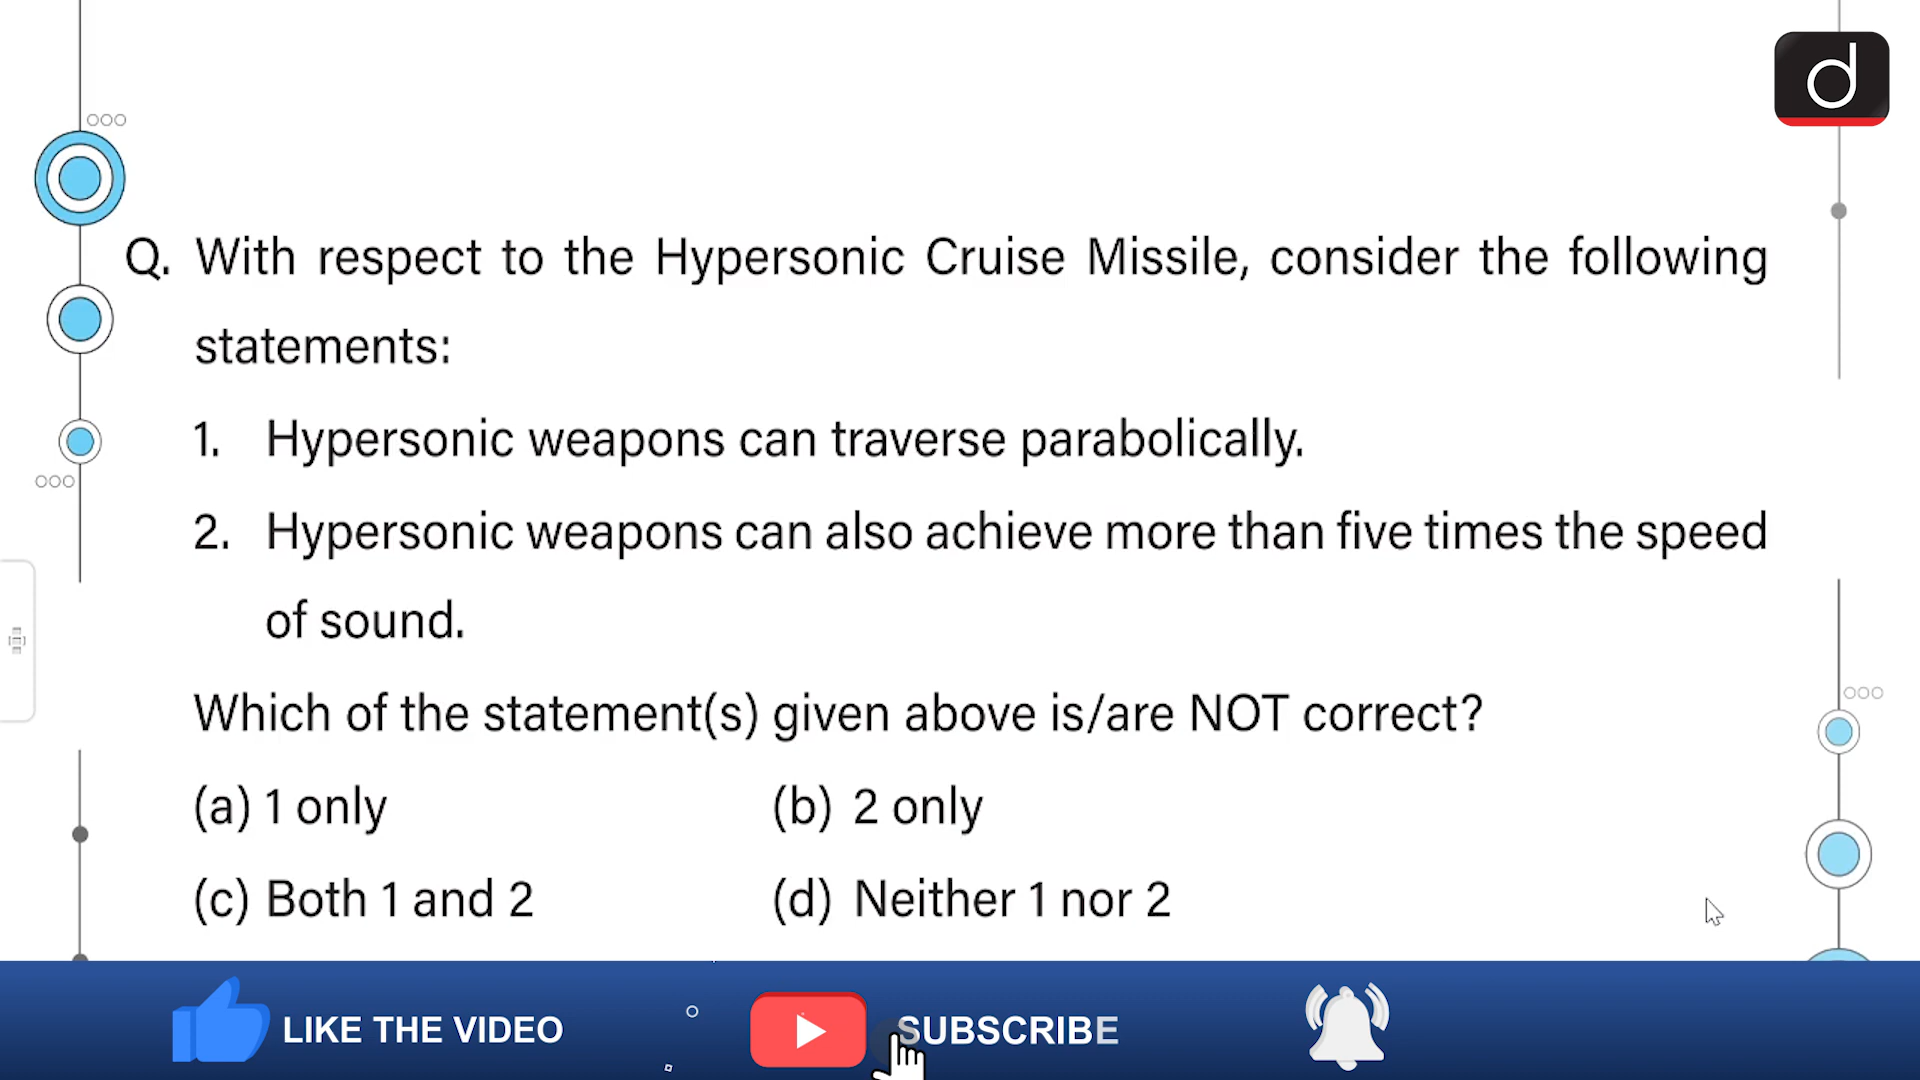 d
Q. With respect to the Hypersonic Cruise Missile, consider the following
statements:
1. Hypersonic weapons can traverse parabolically.
2. Hypersonic weapons can also achieve more than five times the speed
of sound.
Which of the statement(s) given above is/are NOT correct?
(a) 1 only (b) 2 only
(c) Both 1 and 2 (d) Neither 1 nor 2
LIKE THE VIDEO SUBSCRIBE